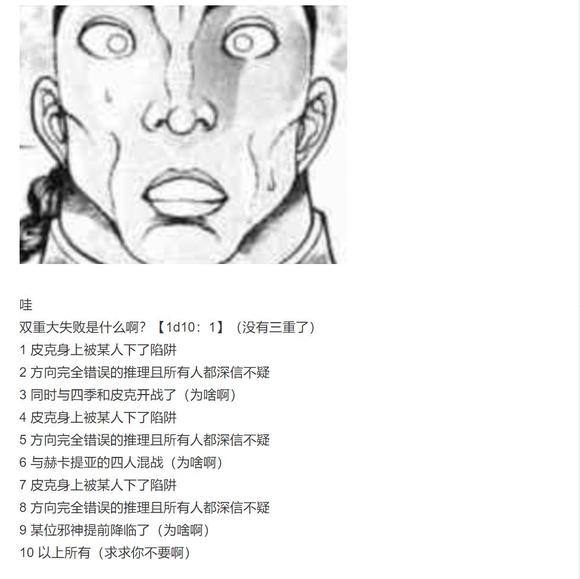 哇
双重大失败是什么啊？【1d10：1】（没有三重了）
1 皮克身上被某人下了陷阱
2 方向完全错误的推理且所有人都深信不疑
3 同时与四季和皮克开战了（为啥啊）
4 皮克身上被某人下了陷阱
5 方向完全错误的推理且所有人都深信不疑
6 与赫卡提亚的四人混战（为啥啊）
7 皮克身上被某人下了陷阱
8 方向完全错误的推理且所有人都深信不疑
9 某位邪神提前降临了（为啥啊）
10 以上所有（求求你不要啊）